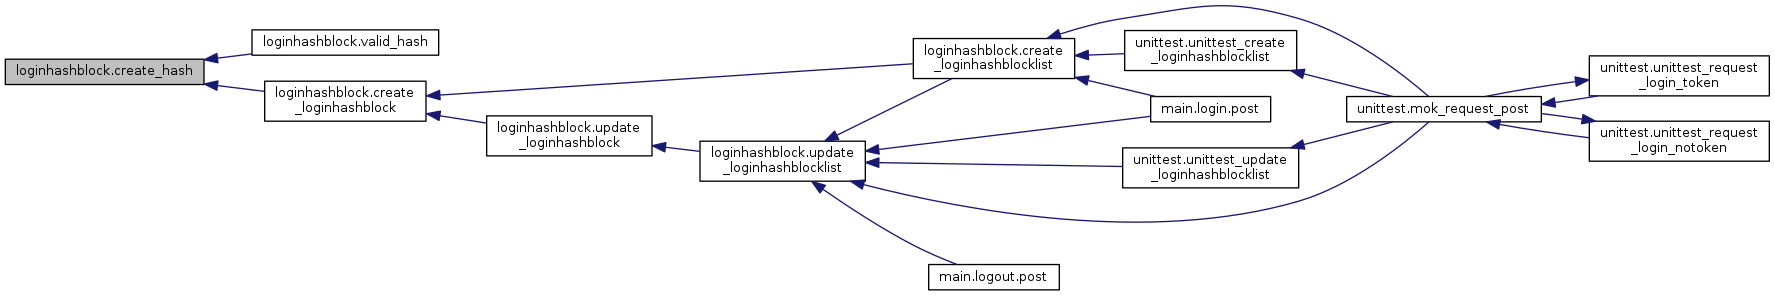 loginhashblock.create_hash
loginhashblock.valid_hash
loginhashblock.create
_loginhashblock
loginhashblock.update
_loginhashblock
loginhashblock.update
_loginhashblocklist
loginhashblock.create
_loginhashblocklist
unittest.unittest_create
_loginhashblocklist
main.login.post
unittest.unittest_update
_loginhashblocklist
main.logout.post
unittest.mok_request_post
unittest.unittest_request
_login_token
unittest.unittest_request
_login_notoken